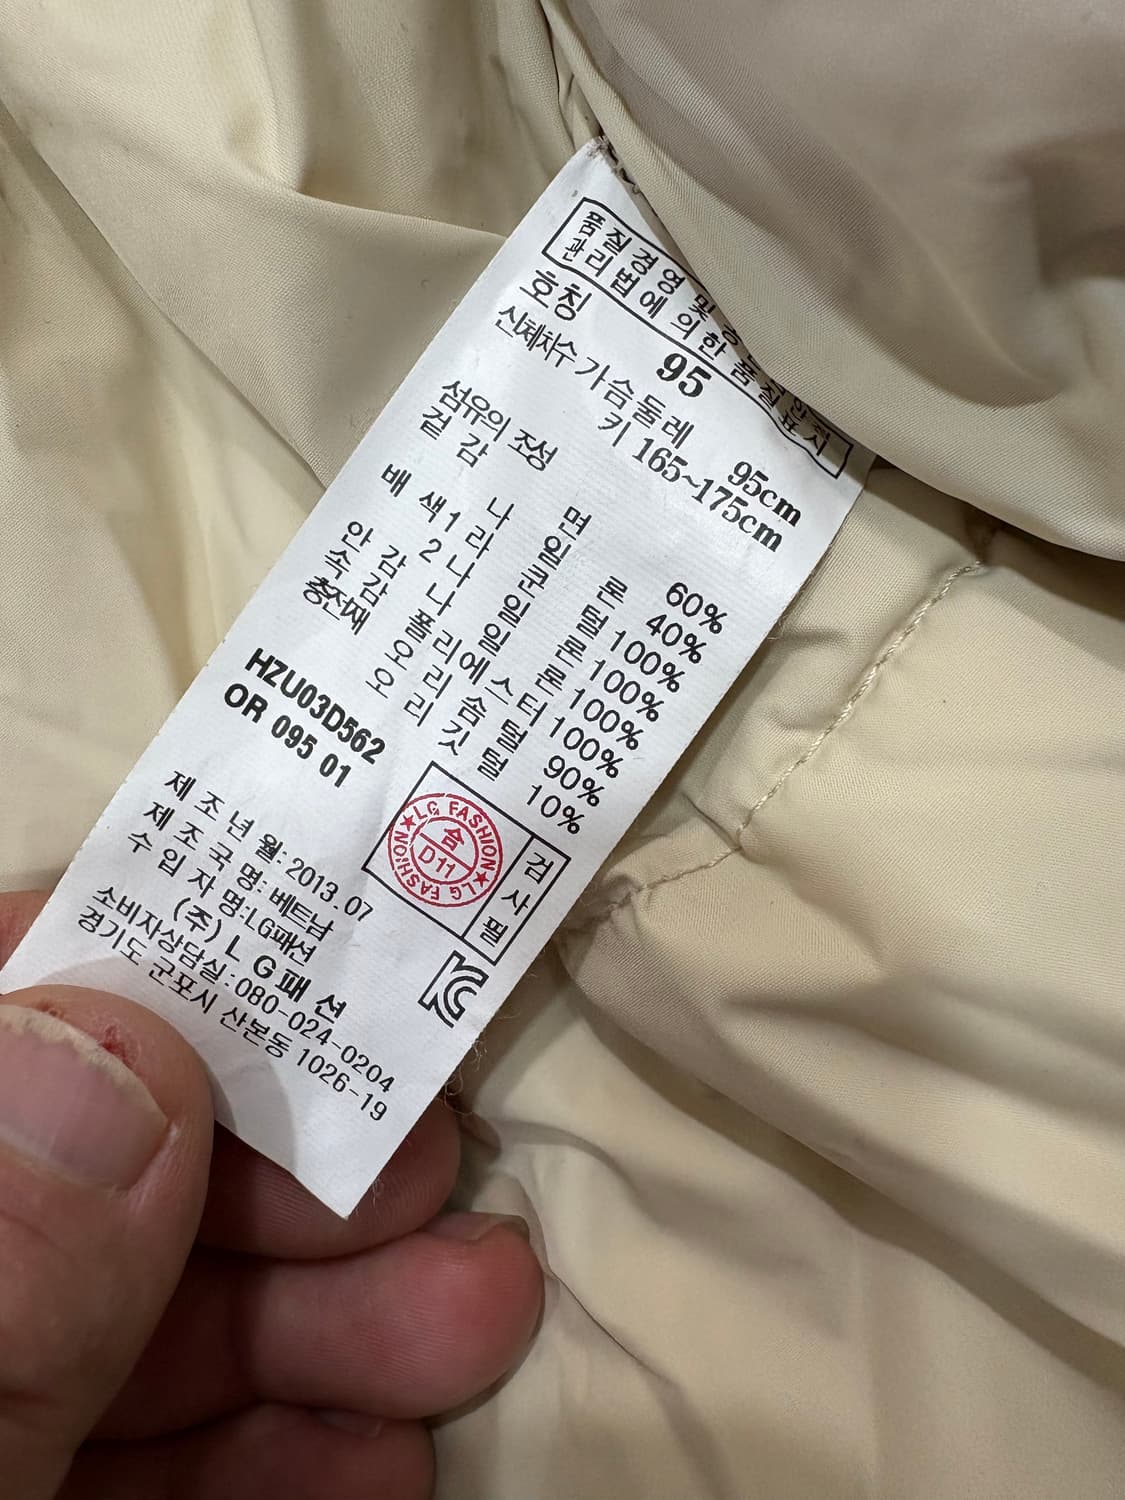 품질경영 및
관리법에 의한 품질표시
호칭 95
신체치수 가슴둘레 95cm
키 165~175cm
섬유의 조성
겉 감 면 60%
나 일 론 40%
배 색1 라 쿤 털 100%
2 나 일 론 100%
안 감 나 일 론 100%
속 감 폴리에스터 100%
충전재 오 리 솜 털 90%
오 리 깃 털 10%
HZU03D562
OR 095 01
LG FASHION ★ LG FASHION ★
合
D11
검사필
제 조 년 월: 2013.07
제 조 국 명: 베트남
수 입 자 명:LG패션
(주) L G 패 션
소비자상담실:080-024-0204
경기도 군포시 산본동 1026-19